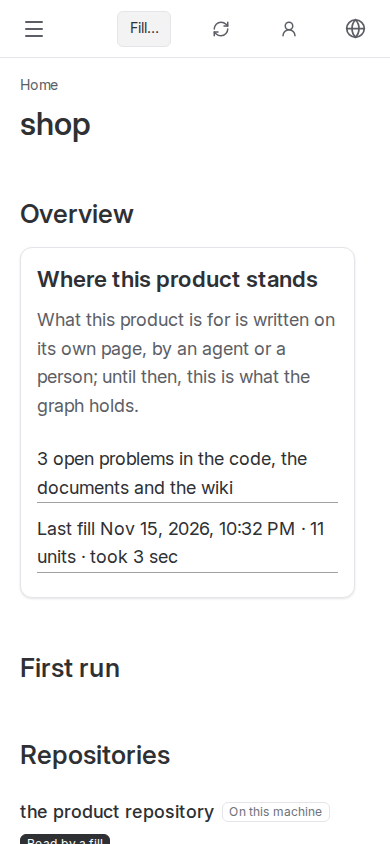 Fill...
Home
shop
Overview
Where this product stands
What this product is for is written on
its own page, by an agent or a
person; until then, this is what the
graph holds.
3 open problems in the code, the
documents and the wiki
Last fill Nov 15, 2026, 10:32 PM · 11
units · took 3 sec
First run
Repositories
the product repository On this machine
Read by a fill